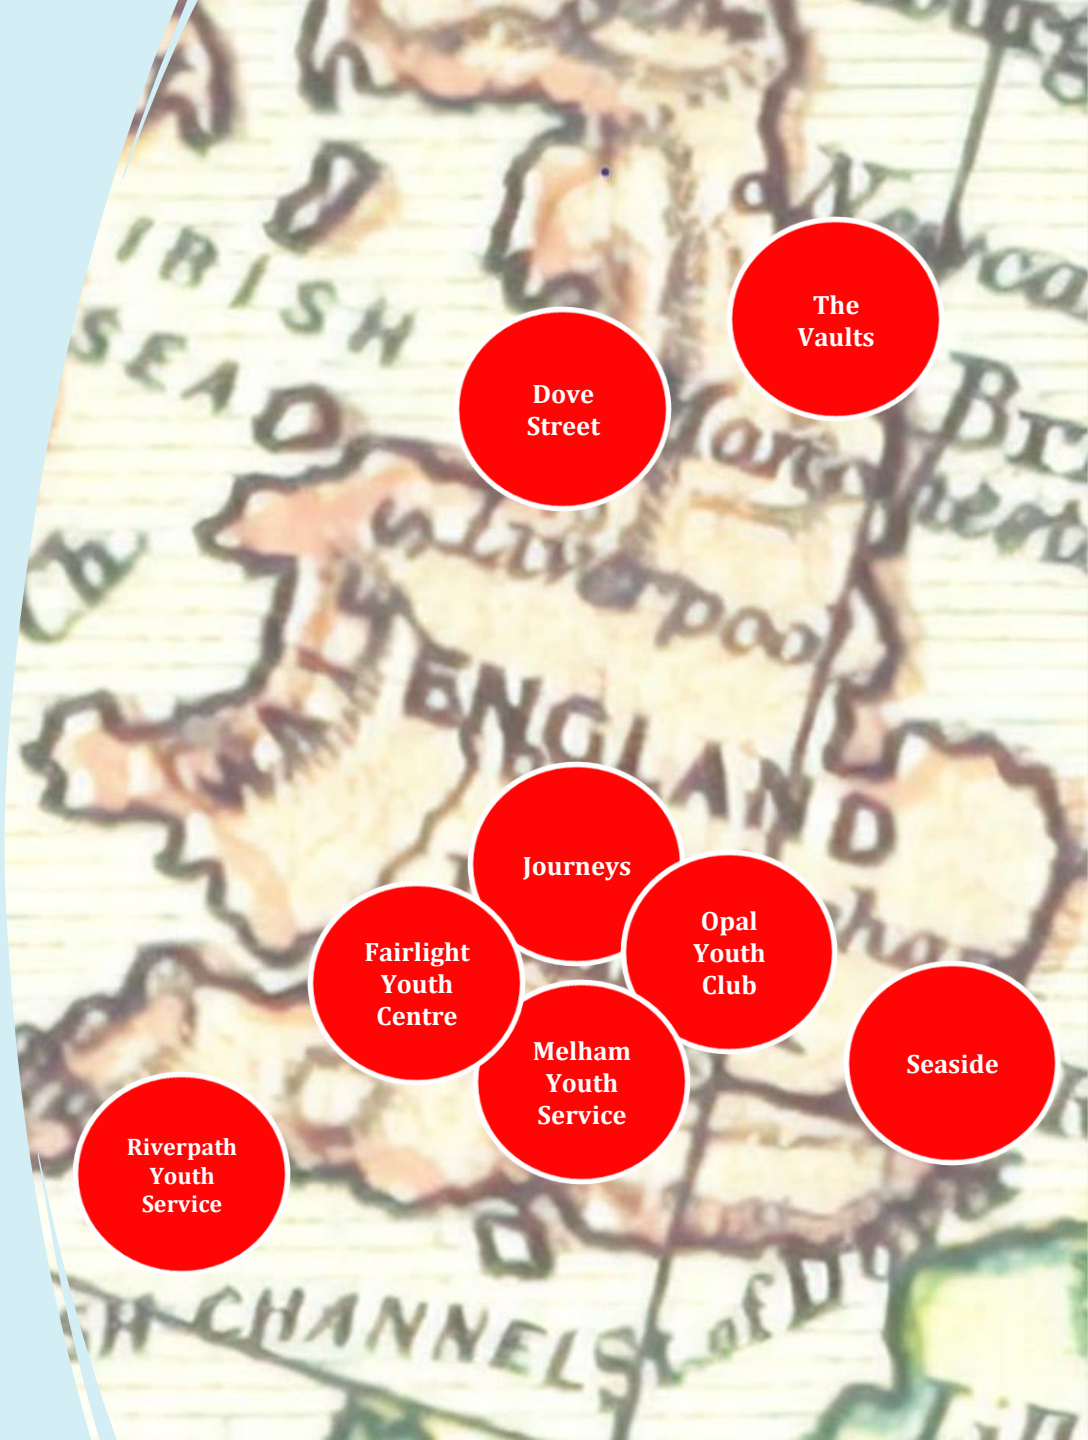 IRISH
SEA
The
Vaults
Dove
Street
Liverpool
ENGLAND
Journeys
Opal
Youth
Club
Fairlight
Youth
Centre
Melham
Youth
Service
Seaside
Riverpath
Youth
Service
CHANNEL
of